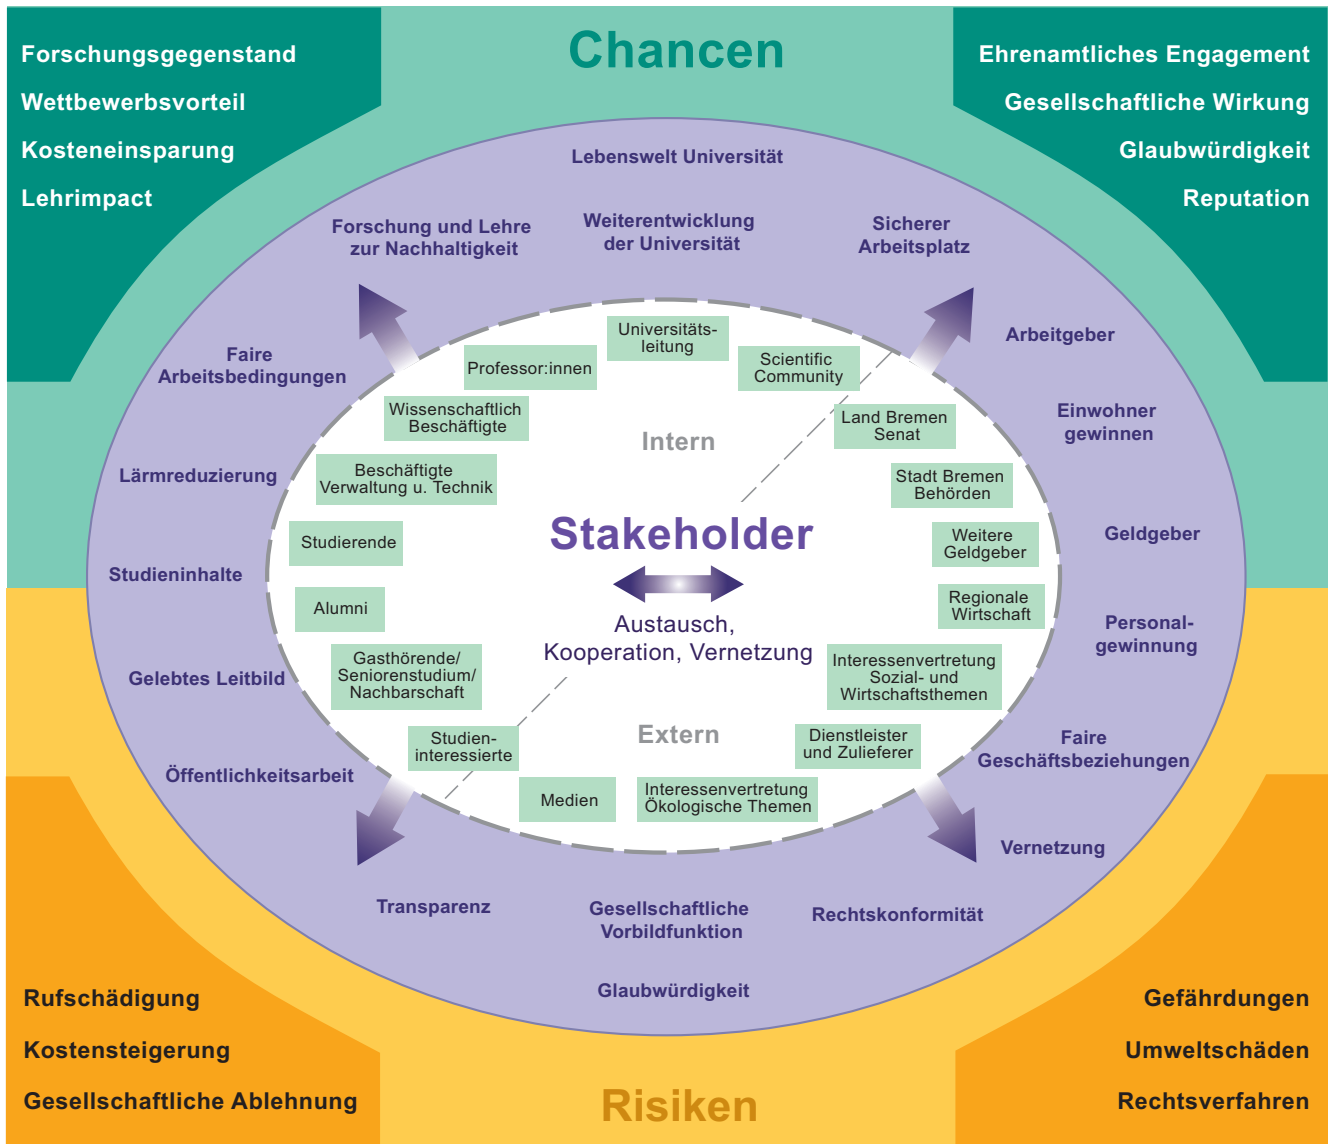 Chancen
Forschungsgegenstand
Wettbewerbsvorteil
Kosteneinsparung
Lehrimpact
Ehrenamtliches Engagement
Gesellschaftliche Wirkung
Glaubwürdigkeit
Reputation
Lebenswelt Universität
Forschung und Lehre
zur Nachhaltigkeit
Weiterentwicklung
der Universität
Sicherer
Arbeitsplatz
Faire
Arbeitsbedingungen
Arbeitgeber
Einwohner
gewinnen
Lärmreduzierung
Geldgeber
Studieninhalte
Personal-
gewinnung
Gelebtes Leitbild
Faire
Geschäftsbeziehungen
Öffentlichkeitsarbeit
Vernetzung
Transparenz
Gesellschaftliche
Vorbildfunktion
Rechtskonformität
Glaubwürdigkeit
Universitäts-
leitung
Professor:innen
Scientific
Community
Wissenschaftlich
Beschäftigte
Land Bremen
Senat
Intern
Beschäftigte
Verwaltung u. Technik
Stadt Bremen
Behörden
Studierende
Stakeholder
Weitere
Geldgeber
Alumni
Austausch,
Kooperation, Vernetzung
Regionale
Wirtschaft
Gasthörende/
Seniorenstudium/
Nachbarschaft
Interessenvertretung
Sozial- und
Wirtschaftsthemen
Studien-
interessierte
Extern
Dienstleister
und Zulieferer
Medien
Interessenvertretung
Ökologische Themen
Rufschädigung
Kostensteigerung
Gesellschaftliche Ablehnung
Gefährdungen
Umweltschäden
Rechtsverfahren
Risiken